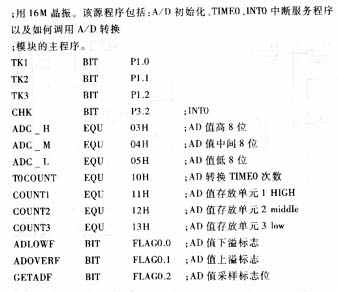 ;用 16M 晶振。该源程序包括:A/D 初始化、TIME0、INT0 中断服务程序
以及如何调用 A/D 转换
;模块的主程序。
TK1 BIT P1.0
TK2 BIT P1.1
TK3 BIT P1.2
CHK BIT P3.2 ;INT0
ADC_H EQU 03H ;AD 值高 8 位
ADC_M EQU 04H ;AD 值中间 8 位
ADC_L EQU 05H ;AD 值低 8 位
T0COUNT EQU 10H ;AD 转换 TIME0 次数
COUNT1 EQU 11H ;AD 值存放单元 1 HIGH
COUNT2 EQU 12H ;AD 值存放单元 2 middle
COUNT3 EQU 13H ;AD 值存放单元 3 low
ADLOWF BIT FLAG0.0 ;AD 值下溢标志
ADOVERF BIT FLAG0.1 ;AD 值上溢标志
GETADF BIT FLAG0.2 ;AD 值采样标志位